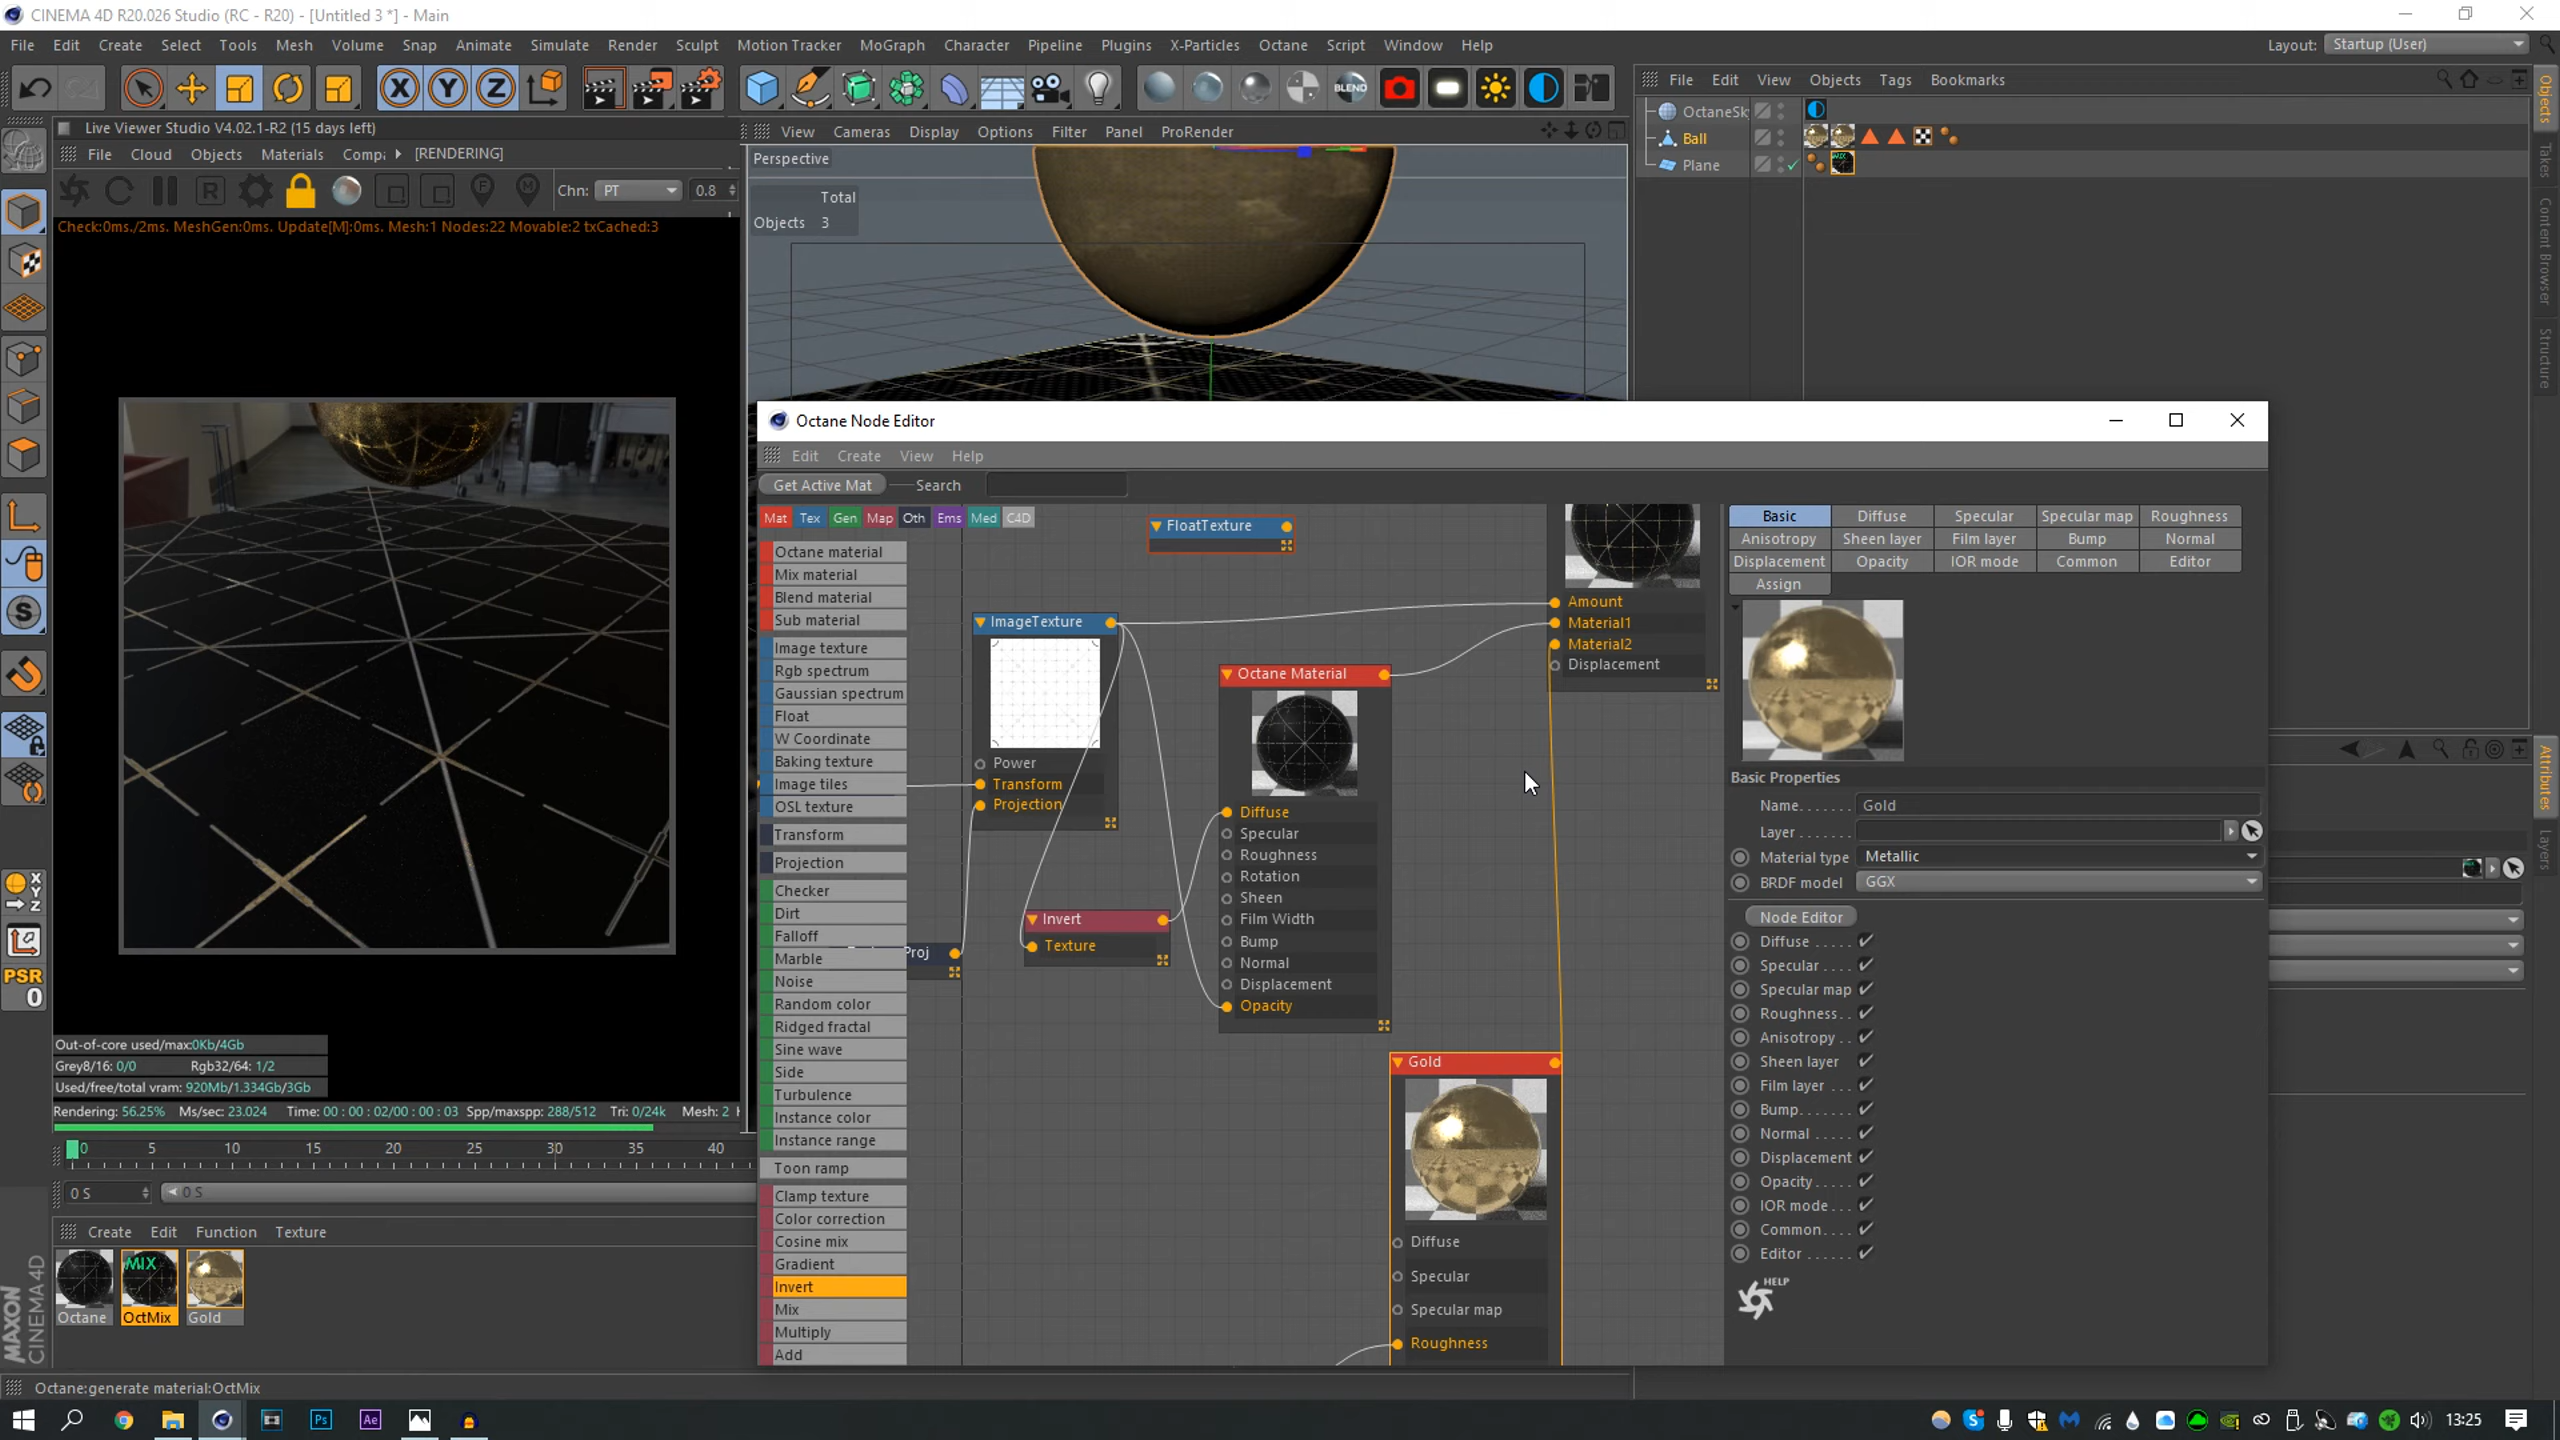 CINEMA 4D R20.026 Studio (RC - R20) - [Untitled 3 *] - Main
File Edit Create Select Tools Mesh Volume Snap Animate Simulate Render Sculpt Motion Tracker MoGraph Character Pipeline Plugins X-Particles Octane Script Window Help
Layout: Startup (User)
X Y Z
BLEND
File Edit View Objects Tags Bookmarks
Live Viewer Studio V4.02.1-R2 (15 days left)
File Cloud Objects Materials Comp [RENDERING]
Chn: PT 0.8
Check:0ms./2ms. MeshGen:0ms. Update[M]:0ms. Mesh:1 Nodes:22 Movable:2 txCached:3
View Cameras Display Options Filter Panel ProRender
Perspective
Total
Objects 3
OctaneSk
Ball
Plane
Objects
Takes
Content Browser
Structure
Attributes
Layers
Octane Node Editor
Edit Create View Help
Get Active Mat Search
Mat Tex Gen Map Oth Ems Med C4D
Octane material
Mix material
Blend material
Sub material
Image texture
Rgb spectrum
Gaussian spectrum
Float
W Coordinate
Baking texture
Image tiles
OSL texture
Transform
Projection
Checker
Dirt
Falloff
Marble
Noise
Random color
Ridged fractal
Sine wave
Side
Turbulence
Instance color
Instance range
Toon ramp
Clamp texture
Color correction
Cosine mix
Gradient
Invert
Mix
Multiply
Add
FloatTexture
ImageTexture
Power
Transform
Projection
Proj
Invert
Texture
Octane Material
Diffuse
Specular
Roughness
Rotation
Sheen
Film Width
Bump
Normal
Displacement
Opacity
Amount
Material1
Material2
Displacement
Gold
Diffuse
Specular
Specular map
Roughness
Basic Diffuse Specular Specular map Roughness
Anisotropy Sheen layer Film layer Bump Normal
Displacement Opacity IOR mode Common Editor
Assign
Basic Properties
Name. . . . . . . Gold
Layer . . . . . . .
Material type Metallic
BRDF model GGX
Node Editor
Diffuse . . . . .
Specular . . . .
Specular map
Roughness. .
Anisotropy . .
Sheen layer
Film layer . . .
Bump. . . . . . .
Normal . . . . .
Displacement
Opacity. . . . .
IOR mode. . .
Common. . . .
Editor . . . . . .
HELP
R
F
M
S
X
Y
Z
PSR
0
Out-of-core used/max:0Kb/4Gb
Grey8/16: 0/0 Rgb32/64: 1/2
Used/free/total vram: 920Mb/1.334Gb/3Gb
Rendering: 56.25% Ms/sec: 23.024 Time: 00 : 00 : 02/00 : 00 : 03 Spp/maxspp: 288/512 Tri: 0/24k Mesh: 2
0 5 10 15 20 25 30 35 40
0 S 0 S
Create Edit Function Texture
MIX
Octane OctMix Gold
MAXON
CINEMA 4D
Octane:generate material:OctMix
Ps Ae
13:25